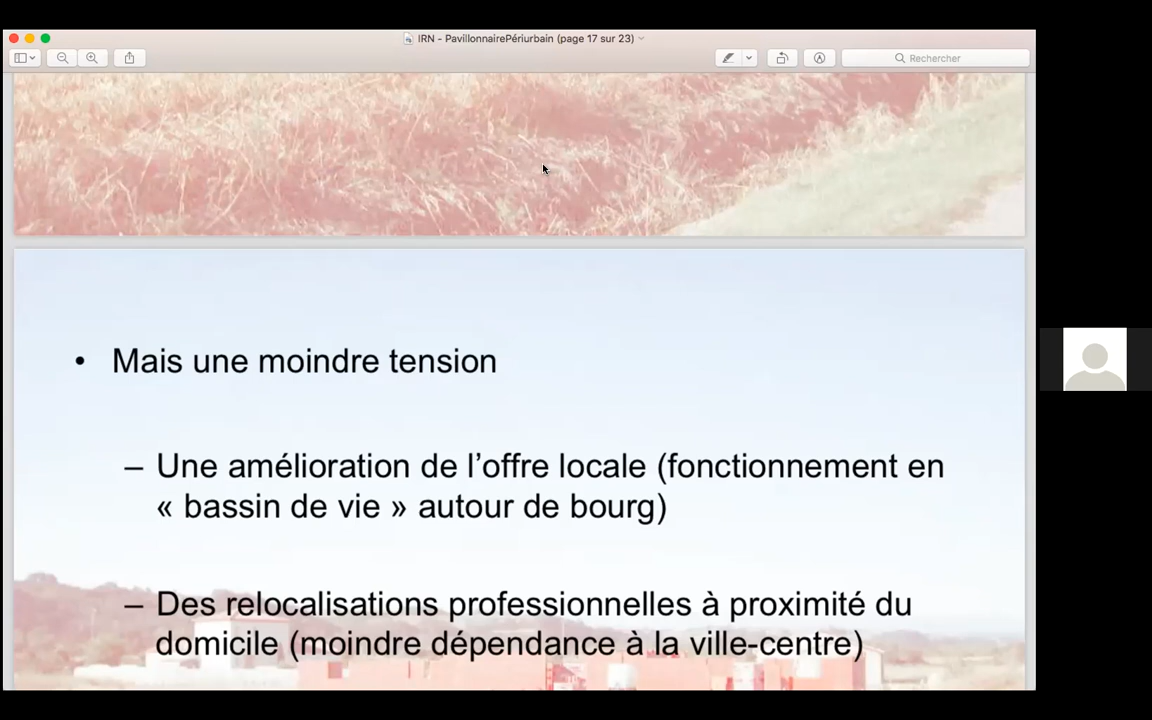 IRN - PavillonnairePériurbain (page 17 sur 23)
Rechercher
• Mais une moindre tension
– Une amélioration de l’offre locale (fonctionnement en
« bassin de vie » autour de bourg)
– Des relocalisations professionnelles à proximité du
domicile (moindre dépendance à la ville-centre)